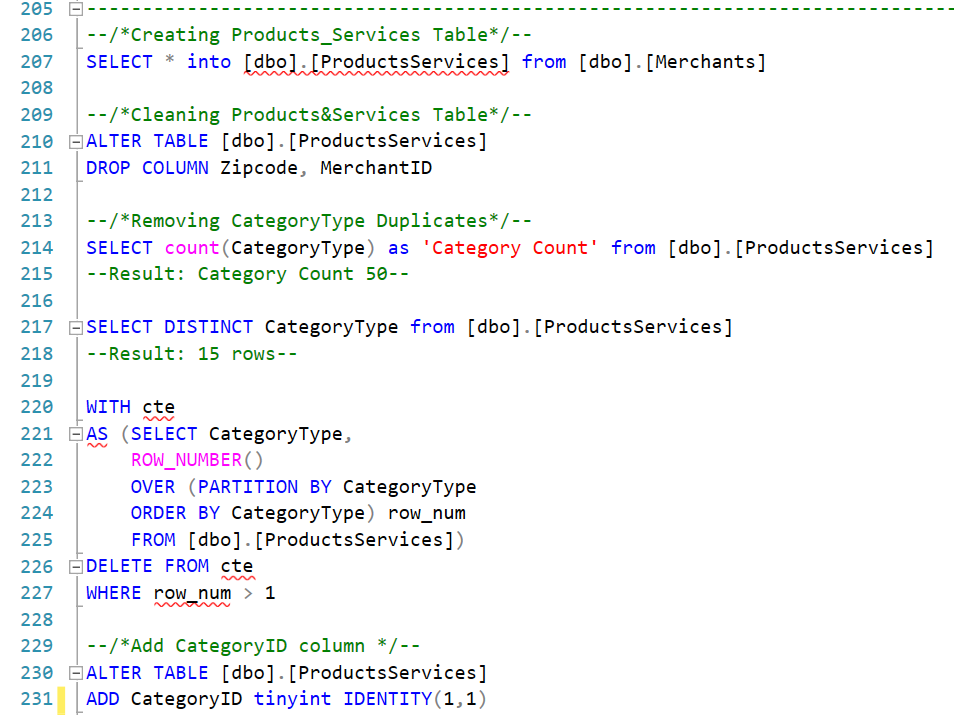 205 --------------------------------------------------------------------------------
206 --/*Creating Products_Services Table*/--
207 SELECT * into [dbo].[ProductsServices] from [dbo].[Merchants]
208
209 --/*Cleaning Products&Services Table*/--
210 ALTER TABLE [dbo].[ProductsServices]
211 DROP COLUMN Zipcode, MerchantID
212
213 --/*Removing CategoryType Duplicates*/--
214 SELECT count(CategoryType) as 'Category Count' from [dbo].[ProductsServices]
215 --Result: Category Count 50--
216
217 SELECT DISTINCT CategoryType from [dbo].[ProductsServices]
218 --Result: 15 rows--
219
220 WITH cte
221 AS (SELECT CategoryType,
222 ROW_NUMBER()
223 OVER (PARTITION BY CategoryType
224 ORDER BY CategoryType) row_num
225 FROM [dbo].[ProductsServices])
226 DELETE FROM cte
227 WHERE row_num > 1
228
229 --/*Add CategoryID column */--
230 ALTER TABLE [dbo].[ProductsServices]
231 ADD CategoryID tinyint IDENTITY(1,1)